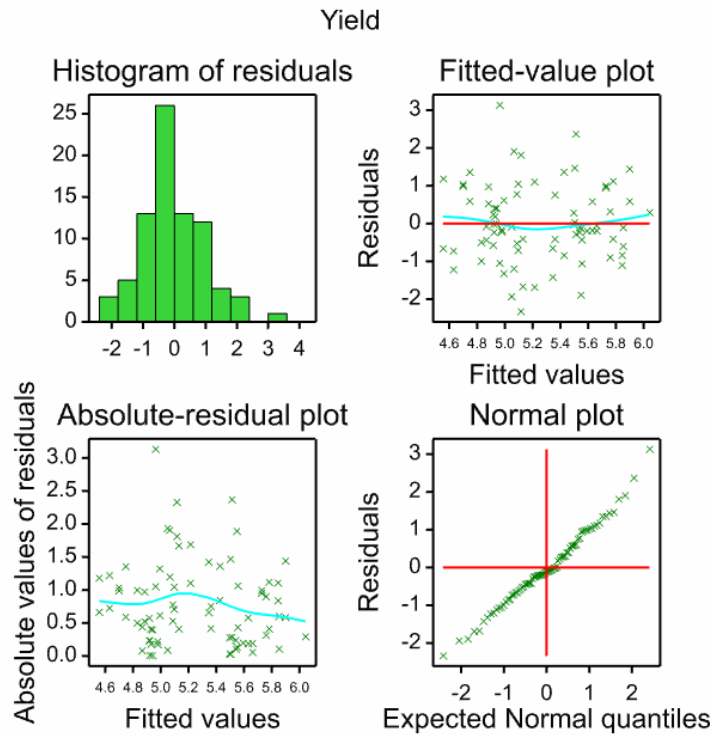 Yield
Histogram of residuals
25
20
15
10
5
0
-2 -1 0 1 2 3 4
Fitted-value plot
Residuals
3
2
1
0
-1
-2
4.6 4.8 5.0 5.2 5.4 5.6 5.8 6.0
Fitted values
Absolute-residual plot
Absolute values of residuals
3.0
2.5
2.0
1.5
1.0
0.5
0.0
4.6 4.8 5.0 5.2 5.4 5.6 5.8 6.0
Fitted values
Normal plot
Residuals
3
2
1
0
-1
-2
-2 -1 0 1 2
Expected Normal quantiles